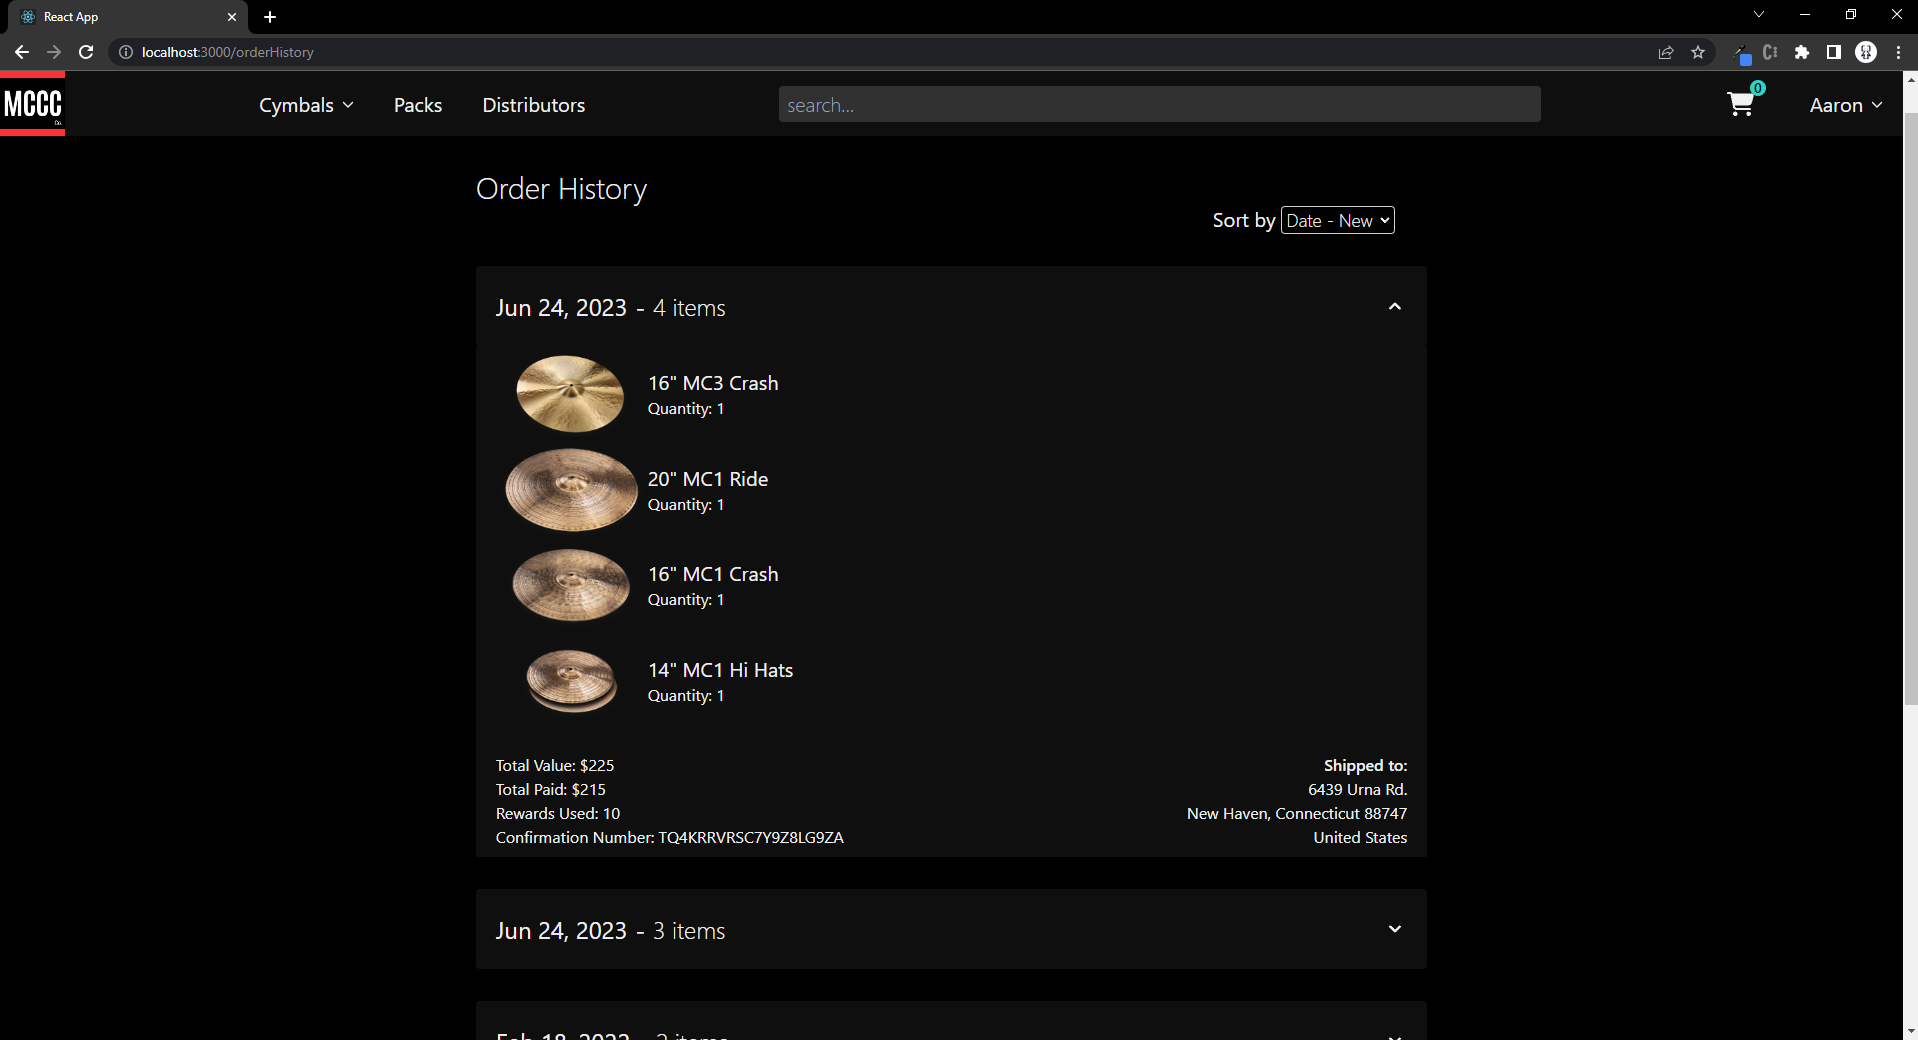 React App
localhost:3000/orderHistory
MCCC
Co.
Cymbals
Packs
Distributors
search...
0
Aaron
Order History
Sort by Date - New
Jun 24, 2023 - 4 items
16" MC3 Crash
Quantity: 1
20" MC1 Ride
Quantity: 1
16" MC1 Crash
Quantity: 1
14" MC1 Hi Hats
Quantity: 1
Total Value: $225
Total Paid: $215
Rewards Used: 10
Confirmation Number: TQ4KRRVRSC7Y9Z8LG9ZA
Shipped to:
6439 Urna Rd.
New Haven, Connecticut 88747
United States
Jun 24, 2023 - 3 items